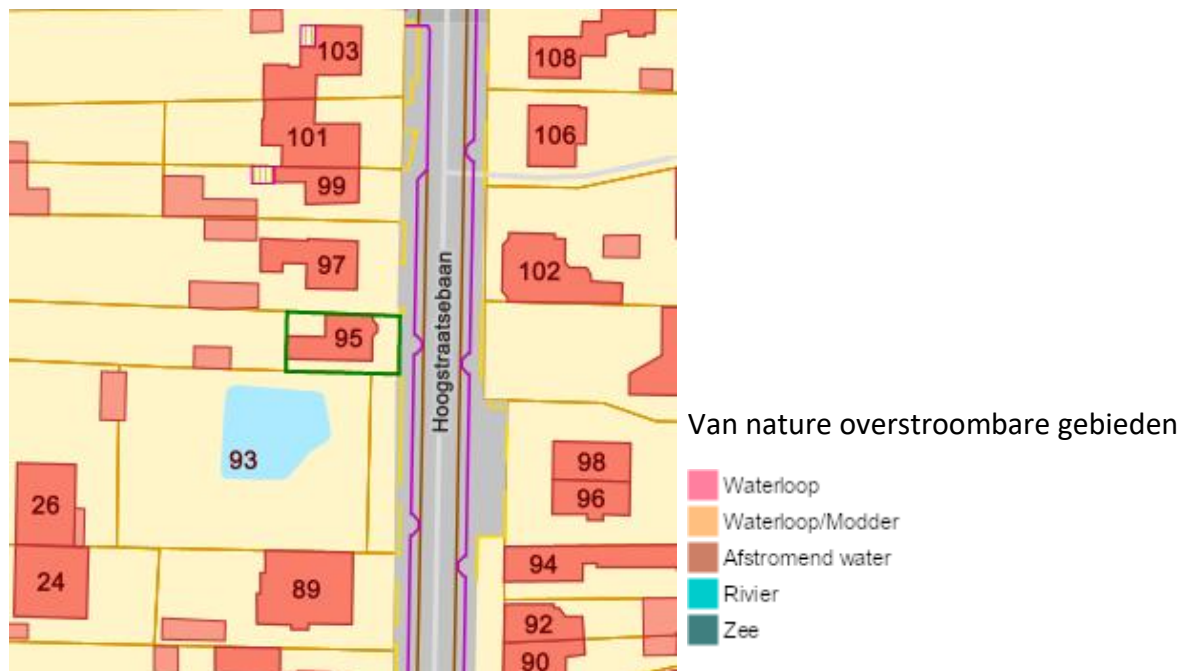 103
108
101
106
99
97
102
95
Hoogstraatsebaan
93
98
96
26
94
24
89
92
90
Van nature overstroombare gebieden
Waterloop
Waterloop/Modder
Afstromend water
Rivier
Zee